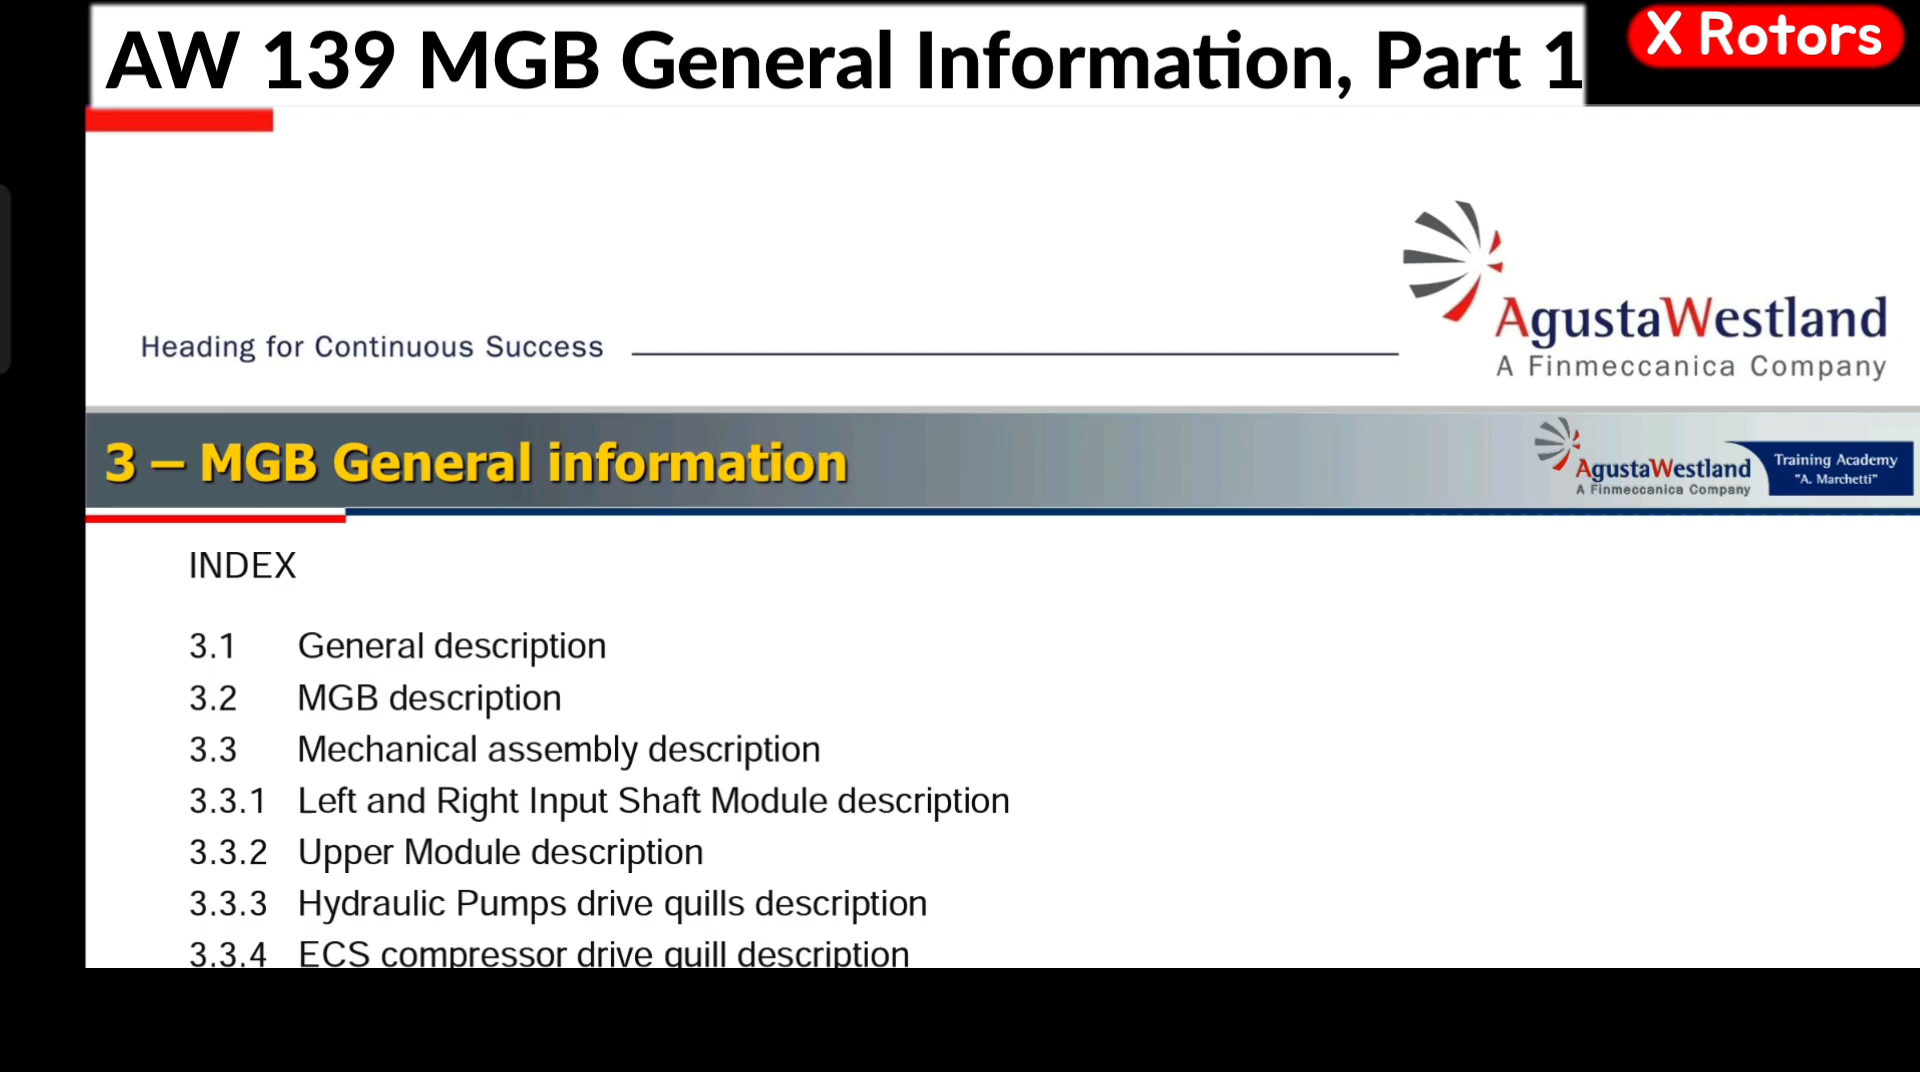 AW 139 MGB General Information, Part 1
X Rotors
Heading for Continuous Success
AgustaWestland
A Finmeccanica Company
3 – MGB General information
AgustaWestland
A Finmeccanica Company
Training Academy
"A. Marchetti"
INDEX
3.1 General description
3.2 MGB description
3.3 Mechanical assembly description
3.3.1 Left and Right Input Shaft Module description
3.3.2 Upper Module description
3.3.3 Hydraulic Pumps drive quills description
3.3.4 ECS compressor drive quill description